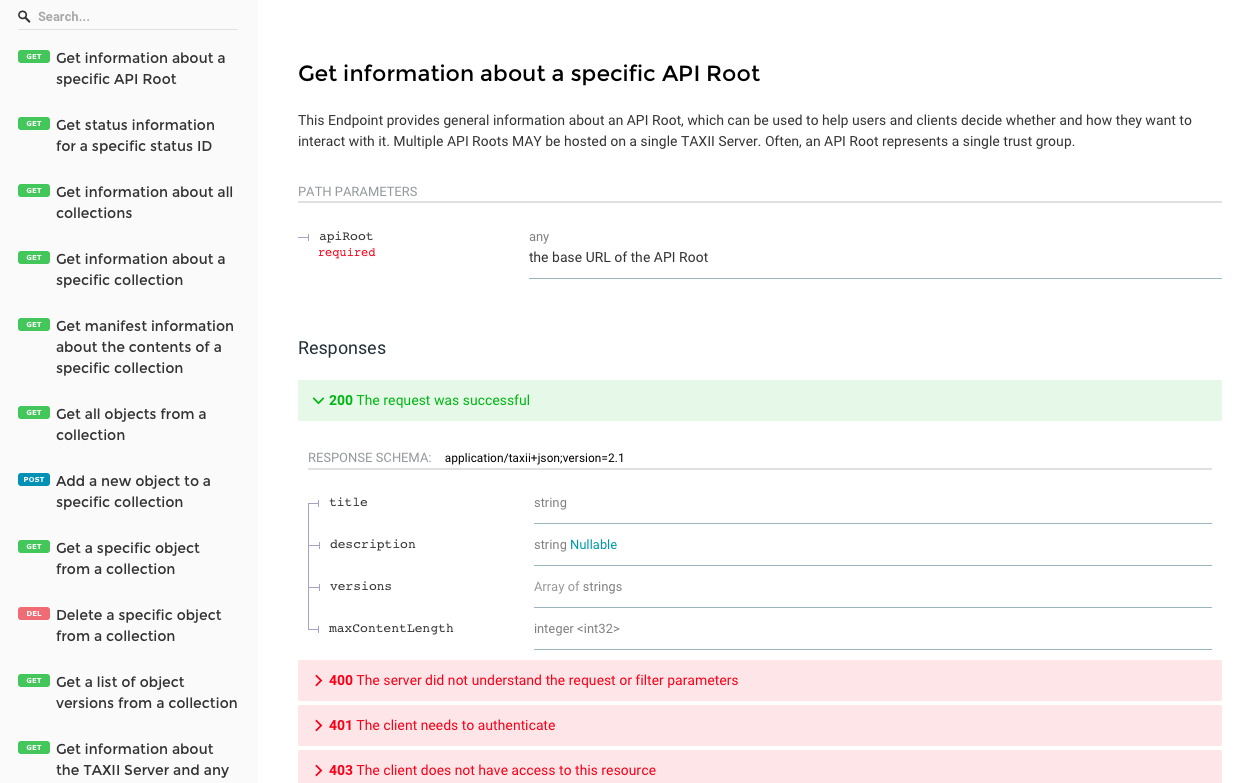 Search...
GET Get information about a
specific API Root
GET Get status information
for a specific status ID
GET Get information about all
collections
GET Get information about a
specific collection
GET Get manifest information
about the contents of a
specific collection
GET Get all objects from a
collection
POST Add a new object to a
specific collection
GET Get a specific object
from a collection
DEL Delete a specific object
from a collection
GET Get a list of object
versions from a collection
GET Get information about
the TAXII Server and any
Get information about a specific API Root
This Endpoint provides general information about an API Root, which can be used to help users and clients decide whether and how they want to
interact with it. Multiple API Roots MAY be hosted on a single TAXII Server. Often, an API Root represents a single trust group.
PATH PARAMETERS
apiRoot any
required the base URL of the API Root
Responses
200 The request was successful
RESPONSE SCHEMA: application/taxii+json;version=2.1
title string
description string Nullable
versions Array of strings
maxContentLength integer <int32>
400 The server did not understand the request or filter parameters
401 The client needs to authenticate
403 The client does not have access to this resource